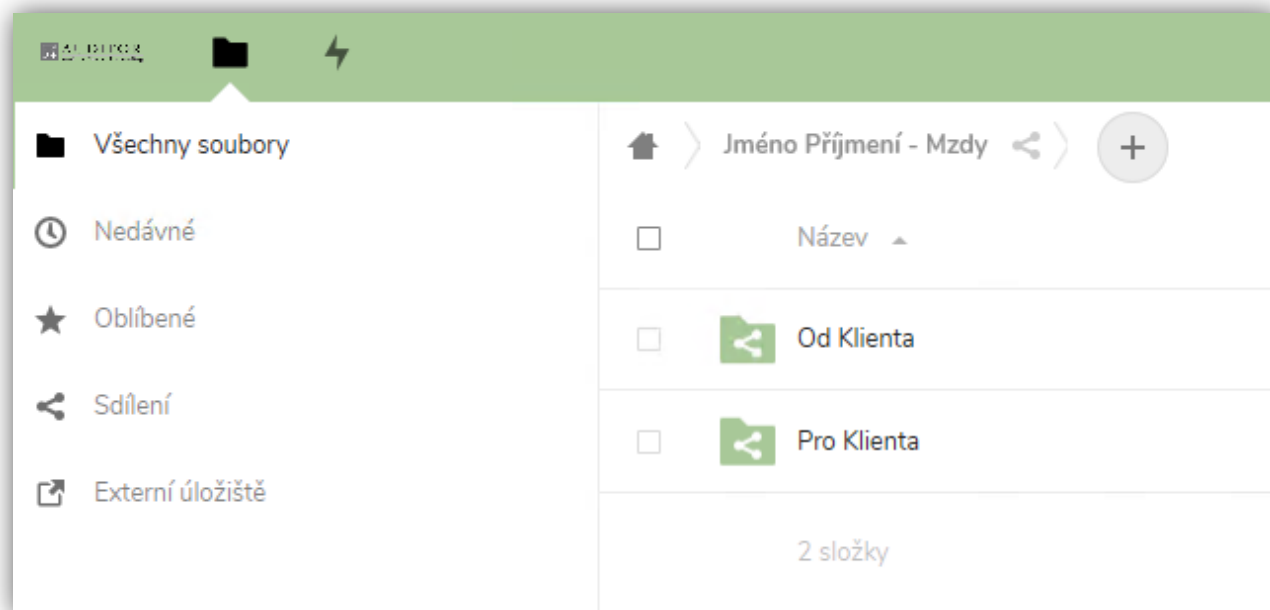 Všechny soubory
Nedávné
Oblíbené
Sdílení
Externí úložiště
Jméno Příjmení - Mzdy
Název
Od Klienta
Pro Klienta
2 složky